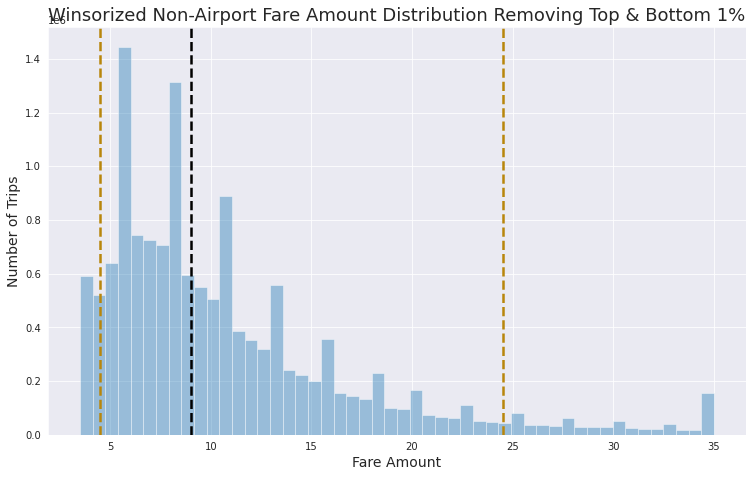 Winsorized Non-Airport Fare Amount Distribution Removing Top & Bottom 1%
1e6
1.4
1.2
1.0
0.8
0.6
0.4
0.2
0.0
Number of Trips
5 10 15 20 25 30 35
Fare Amount